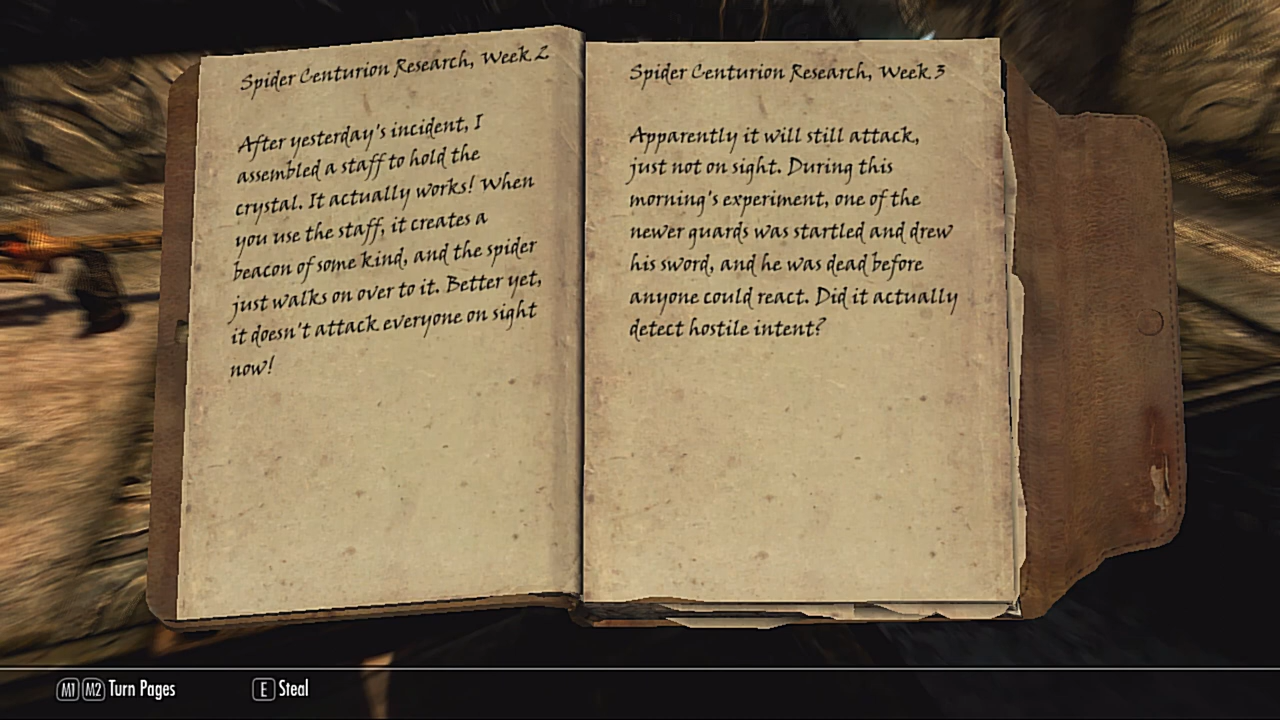 Spider Centurion Research, Week 2
After yesterday's incident, I
assembled a staff to hold the
crystal. It actually works! When
you use the staff, it creates a
beacon of some kind, and the spider
just walks on over to it. Better yet,
it doesn't attack everyone on sight
now!
Spider Centurion Research, Week 3
Apparently it will still attack,
just not on sight. During this
morning's experiment, one of the
newer guards was startled and drew
his sword, and he was dead before
anyone could react. Did it actually
detect hostile intent?
M1 M2 Turn Pages
E Steal